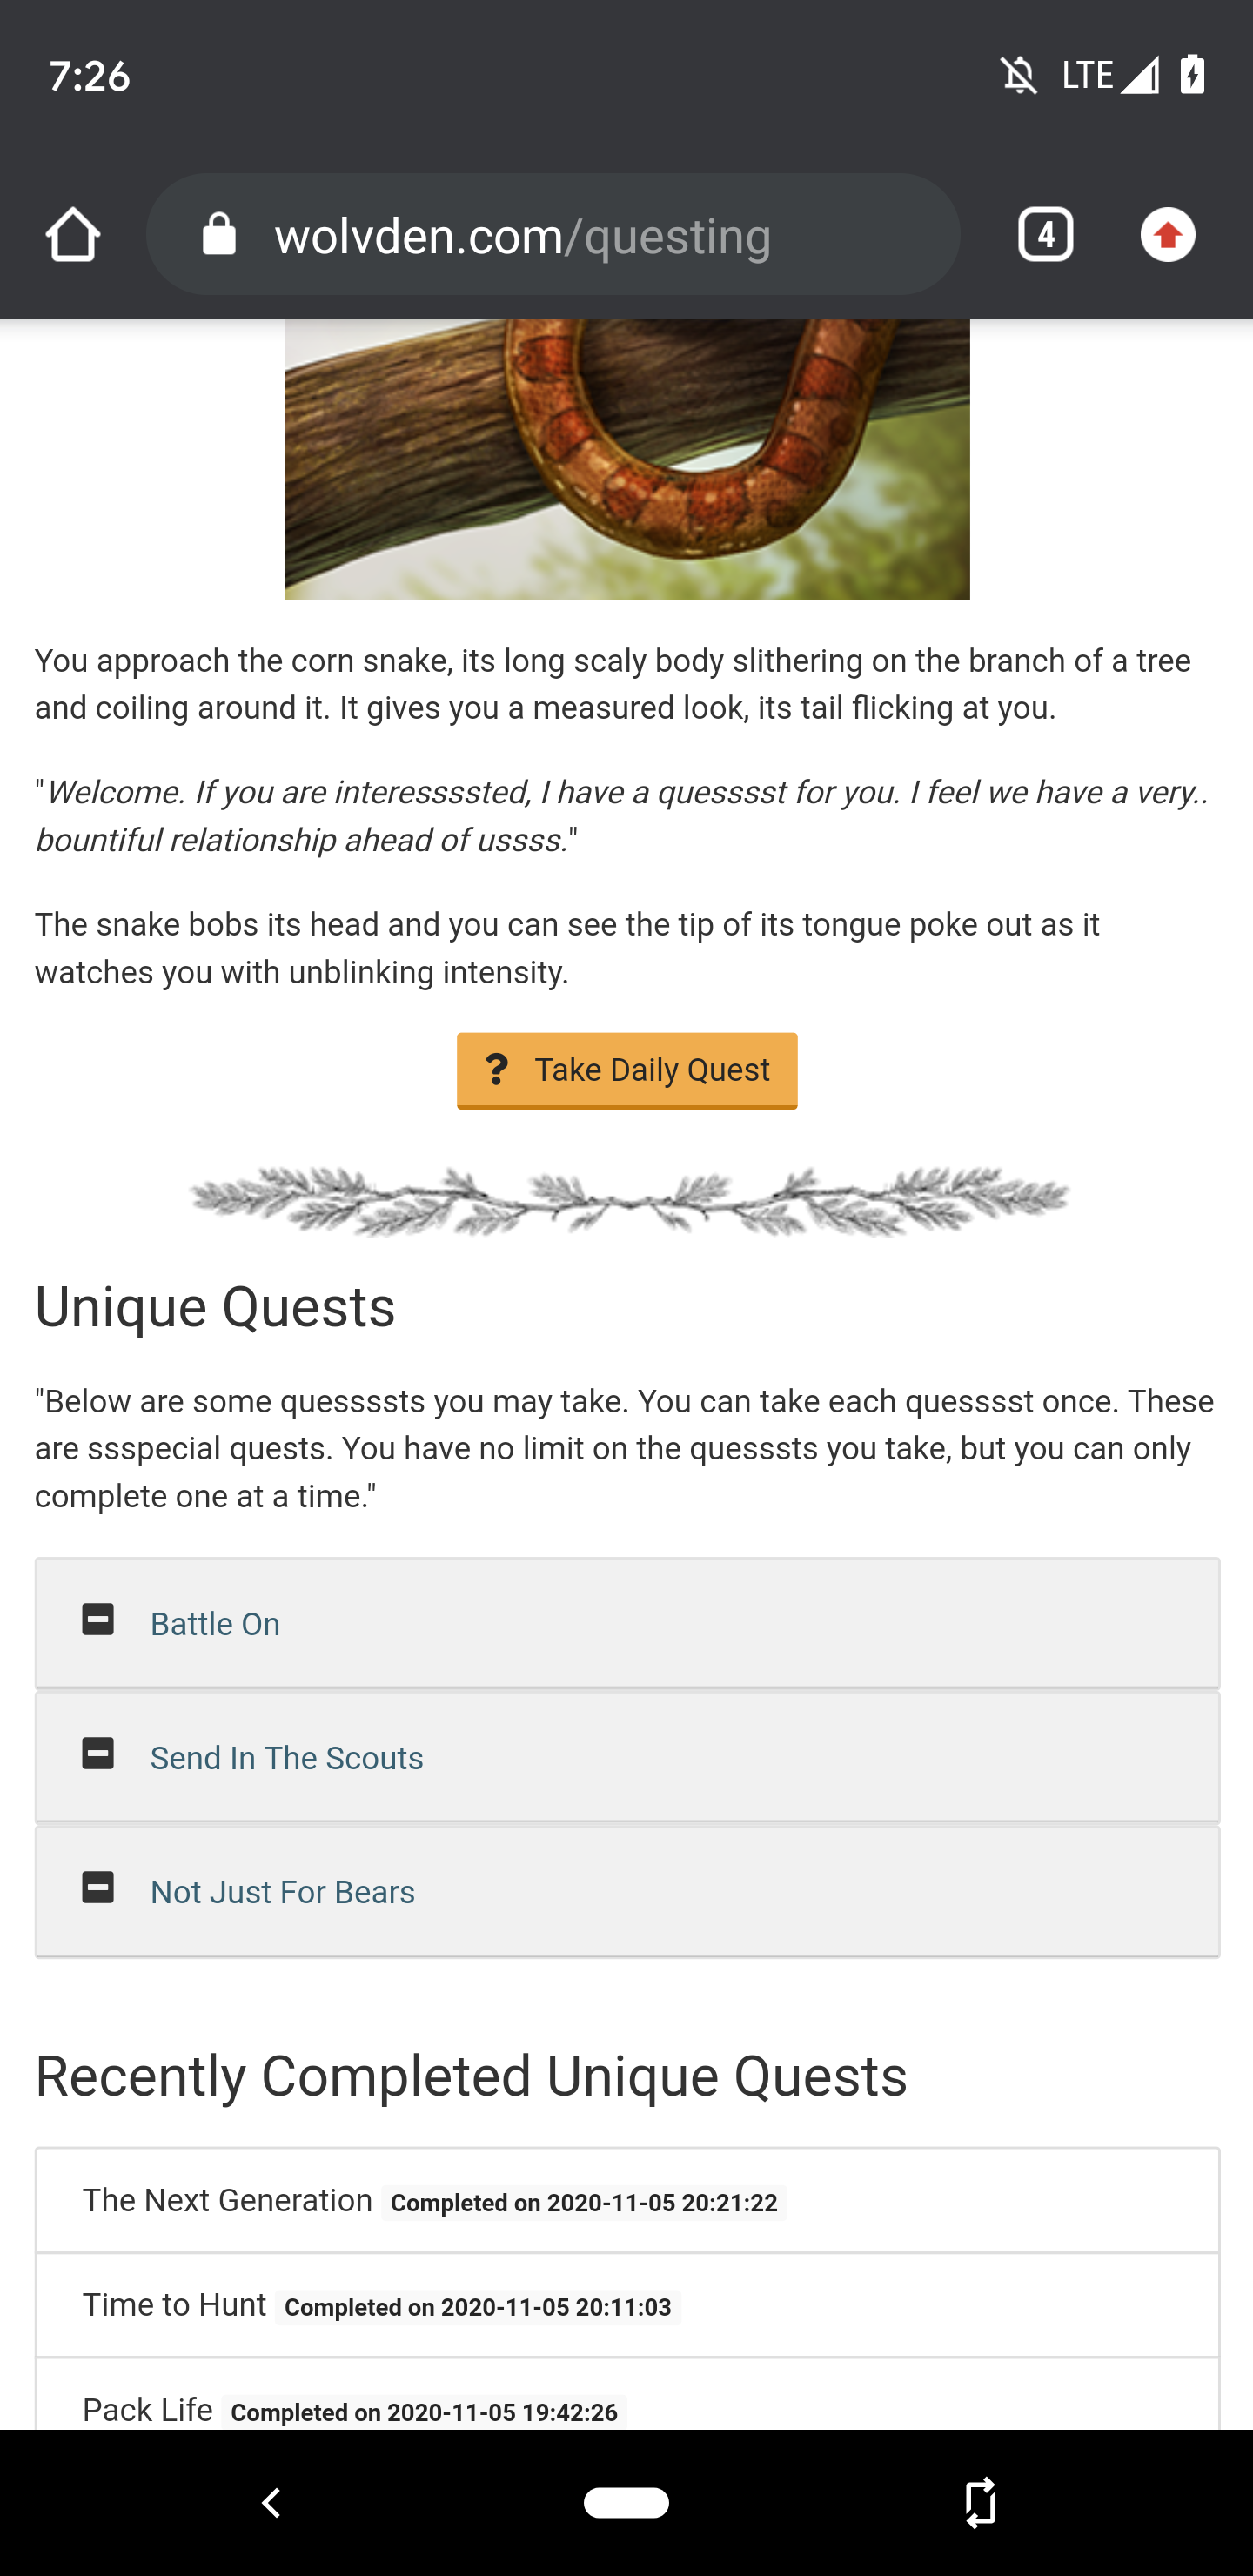 7:26
LTE
wolvden.com/questing
4
You approach the corn snake, its long scaly body slithering on the branch of a tree
and coiling around it. It gives you a measured look, its tail flicking at you.
"Welcome. If you are interessssted, I have a quesssst for you. I feel we have a very..
bountiful relationship ahead of ussss."
The snake bobs its head and you can see the tip of its tongue poke out as it
watches you with unblinking intensity.
? Take Daily Quest
Unique Quests
"Below are some quessssts you may take. You can take each quesssst once. These
are ssspecial quests. You have no limit on the quesssts you take, but you can only
complete one at a time."
Battle On
Send In The Scouts
Not Just For Bears
Recently Completed Unique Quests
The Next Generation Completed on 2020-11-05 20:21:22
Time to Hunt Completed on 2020-11-05 20:11:03
Pack Life Completed on 2020-11-05 19:42:26